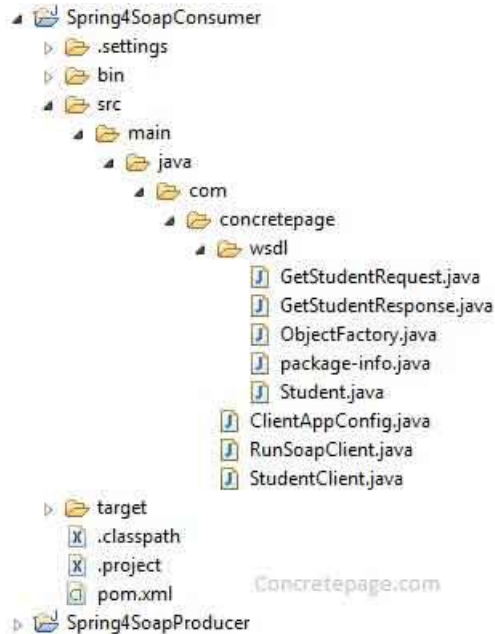 Spring4SoapConsumer
.settings
bin
src
main
java
com
concretepage
wsdl
GetStudentRequest.java
GetStudentResponse.java
ObjectFactory.java
package-info.java
Student.java
ClientAppConfig.java
RunSoapClient.java
StudentClient.java
target
.classpath
.project
pom.xml
Concretepage.com
Spring4SoapProducer